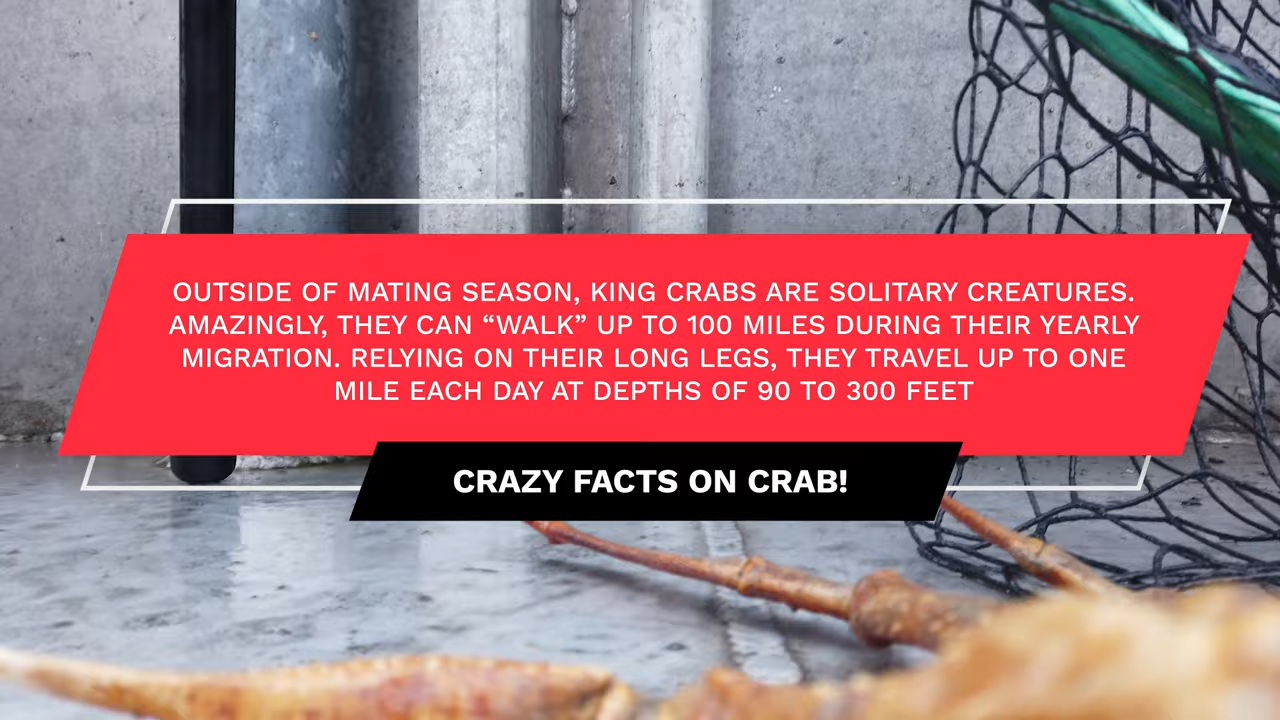 OUTSIDE OF MATING SEASON, KING CRABS ARE SOLITARY CREATURES.
AMAZINGLY, THEY CAN “WALK” UP TO 100 MILES DURING THEIR YEARLY
MIGRATION. RELYING ON THEIR LONG LEGS, THEY TRAVEL UP TO ONE
MILE EACH DAY AT DEPTHS OF 90 TO 300 FEET
CRAZY FACTS ON CRAB!